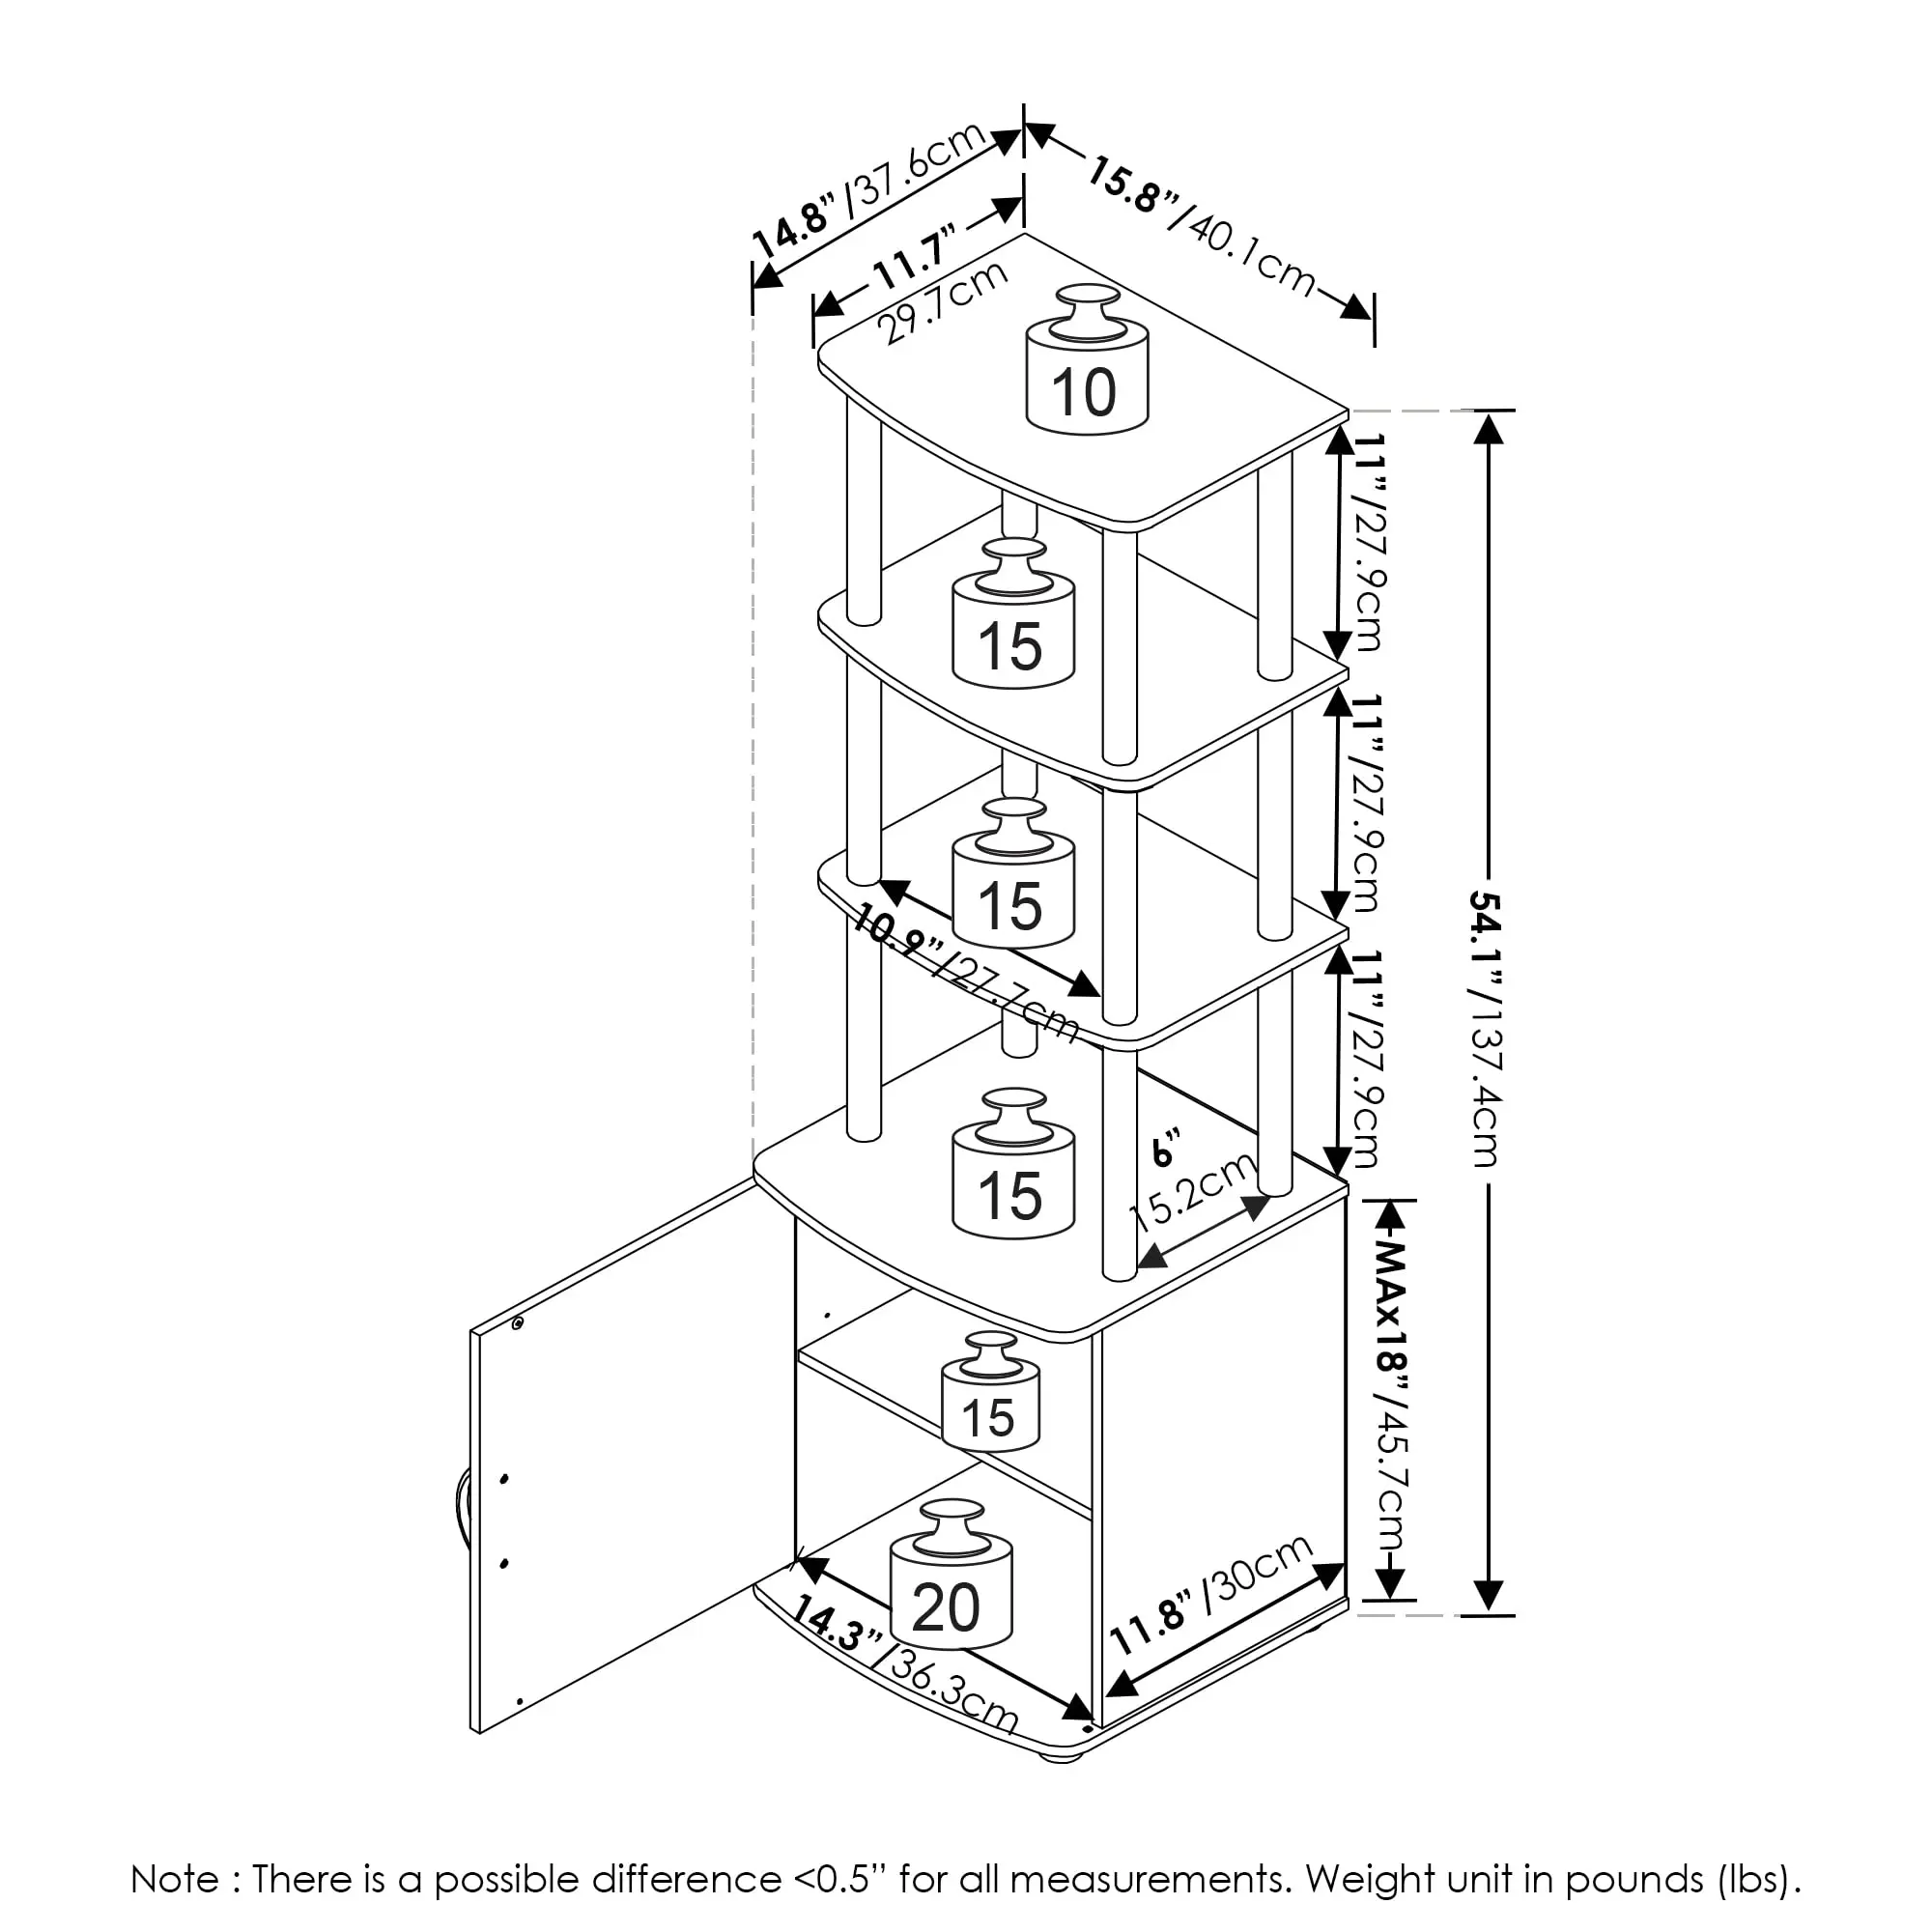 14.8”/37.6cm
15.8”/40.1cm
11.7”
29.7cm
10
11”/27.9cm
15
11”/27.9cm
15
10.9”/27.7cm
11”/27.9cm
54.1”/137.4cm
15
6”
15.2cm
MAx18”/45.7cm
15
20
14.3”/36.3cm
11.8”/30cm
Note : There is a possible difference <0.5” for all measurements. Weight unit in pounds (lbs).